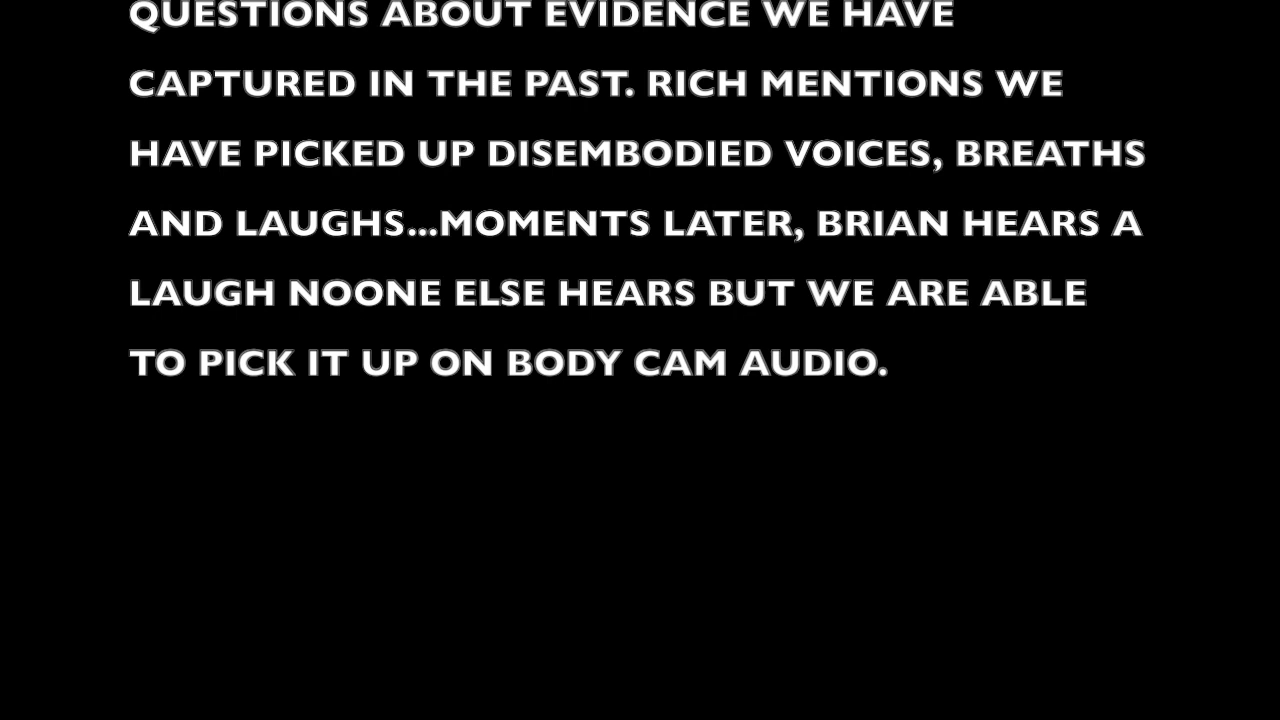 QUESTIONS ABOUT EVIDENCE WE HAVE
CAPTURED IN THE PAST. RICH MENTIONS WE
HAVE PICKED UP DISEMBODIED VOICES, BREATHS
AND LAUGHS...MOMENTS LATER, BRIAN HEARS A
LAUGH NOONE ELSE HEARS BUT WE ARE ABLE
TO PICK IT UP ON BODY CAM AUDIO.